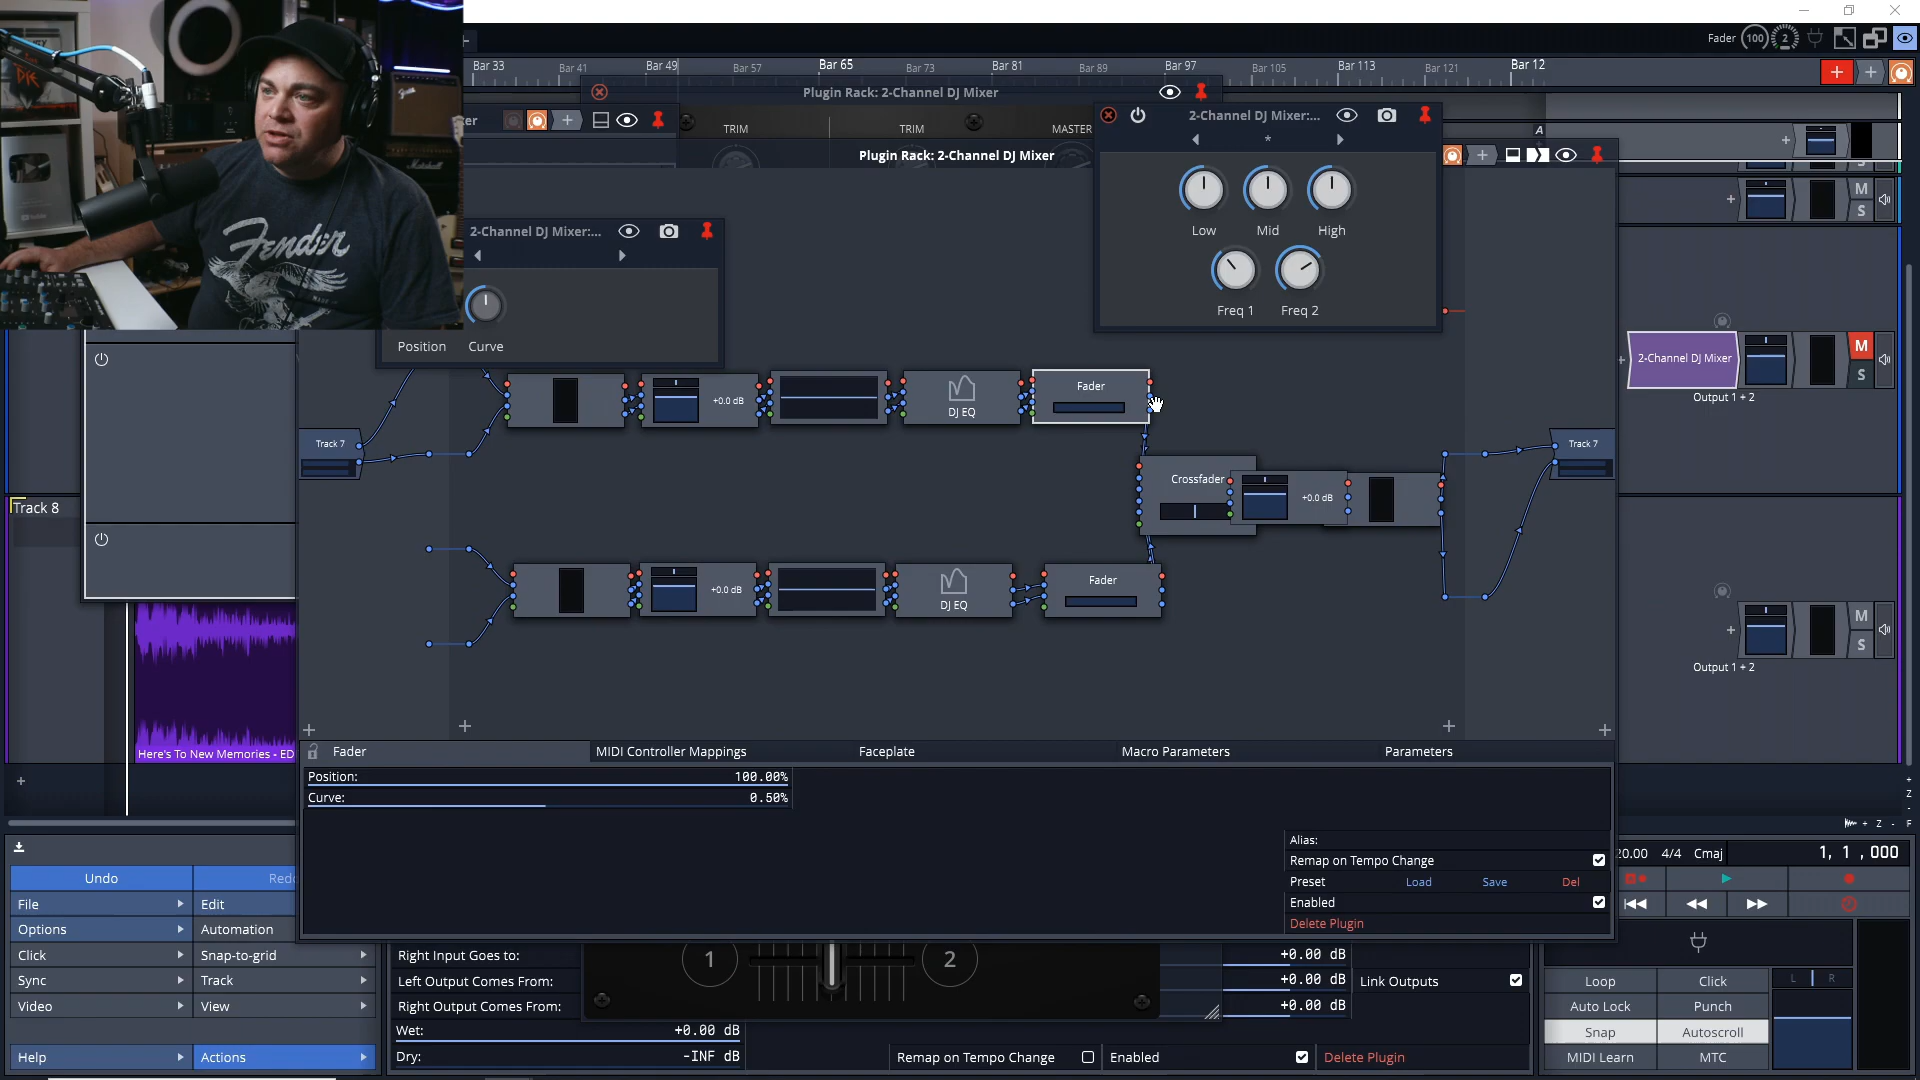 Fader 100 2
Bar 33 Bar 41 Bar 49 Bar 57 Bar 65 Bar 73 Bar 81 Bar 89 Bar 97 Bar 105 Bar 113 Bar 121 Bar 12
Plugin Rack: 2-Channel DJ Mixer
TRIM TRIM MASTER
Plugin Rack: 2-Channel DJ Mixer
2-Channel DJ Mixer:...
*
Low Mid High
Freq 1 Freq 2
A
M
S
Fender
2-Channel DJ Mixer:...
Position Curve
+0.0 dB
DJ EQ
Fader
Track 7
Crossfader
+0.0 dB
Track 7
+0.0 dB
DJ EQ
Fader
2-Channel DJ Mixer
M
S
Output 1 + 2
Track 8
M
S
Output 1 + 2
Here's To New Memories - ED
Fader MIDI Controller Mappings Faceplate Macro Parameters Parameters
Position: 100.00%
Curve: 0.50%
Alias:
Remap on Tempo Change
Preset Load Save Del
Enabled
Delete Plugin
Z
Z F
20.00 4/4 Cmaj 1, 1 , 000
Undo Redo
File Edit
Options Automation
Click Snap-to-grid
Sync Track
Video View
Help Actions
Right Input Goes to: +0.00 dB
Left Output Comes From: +0.00 dB Link Outputs
Right Output Comes From: +0.00 dB
Wet: +0.00 dB
Dry: -INF dB
1 2
Remap on Tempo Change Enabled Delete Plugin
Loop Click
Auto Lock Punch
Snap Autoscroll
MIDI Learn MTC
L R